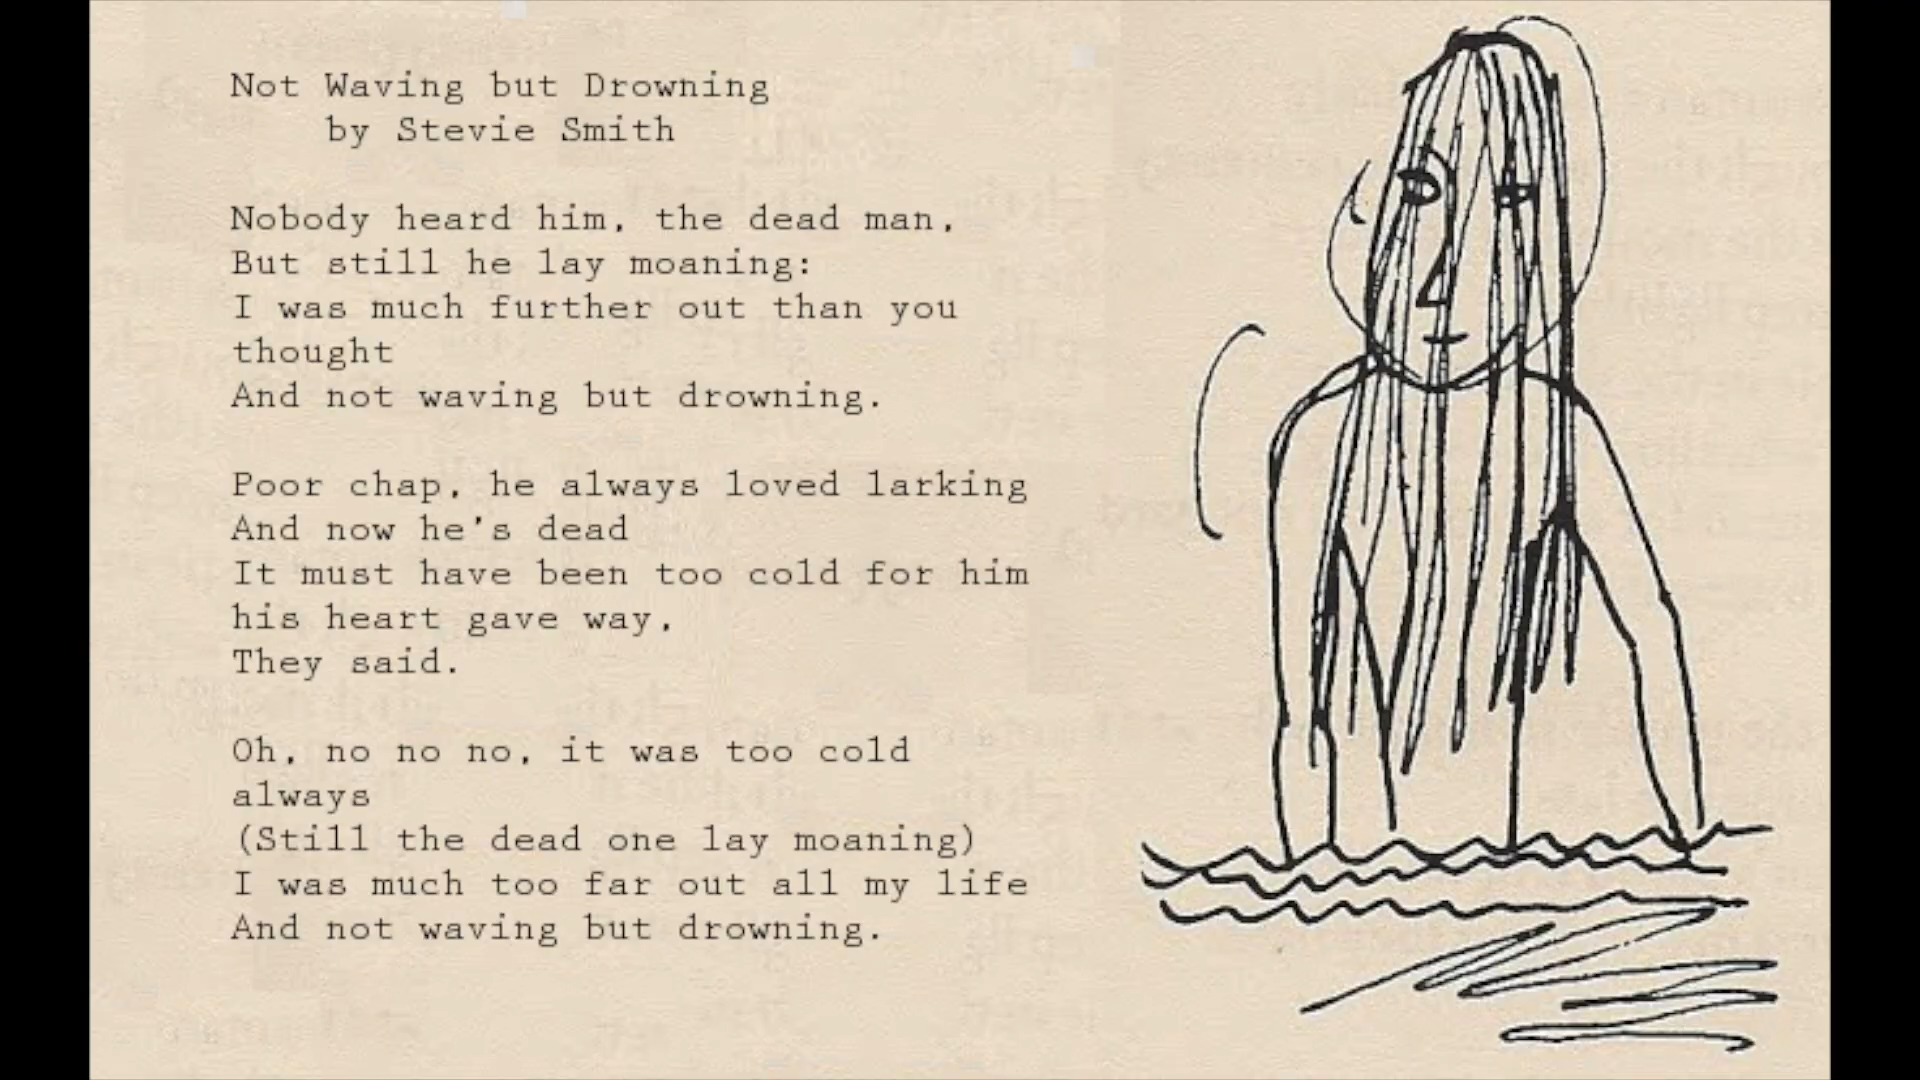 Not Waving but Drowning
by Stevie Smith
Nobody heard him, the dead man,
But still he lay moaning:
I was much further out than you
thought
And not waving but drowning.
Poor chap, he always loved larking
And now he's dead
It must have been too cold for him
his heart gave way,
They said.
Oh, no no no, it was too cold
always
(Still the dead one lay moaning)
I was much too far out all my life
And not waving but drowning.